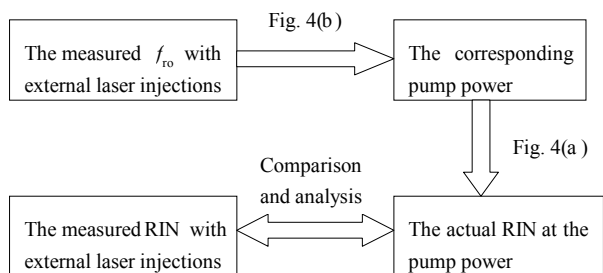 Fig. 4(b)
The measured fro with
external laser injections
The corresponding
pump power
Fig. 4(a )
Comparison
and analysis
The measured RIN with
external laser injections
The actual RIN at the
pump power